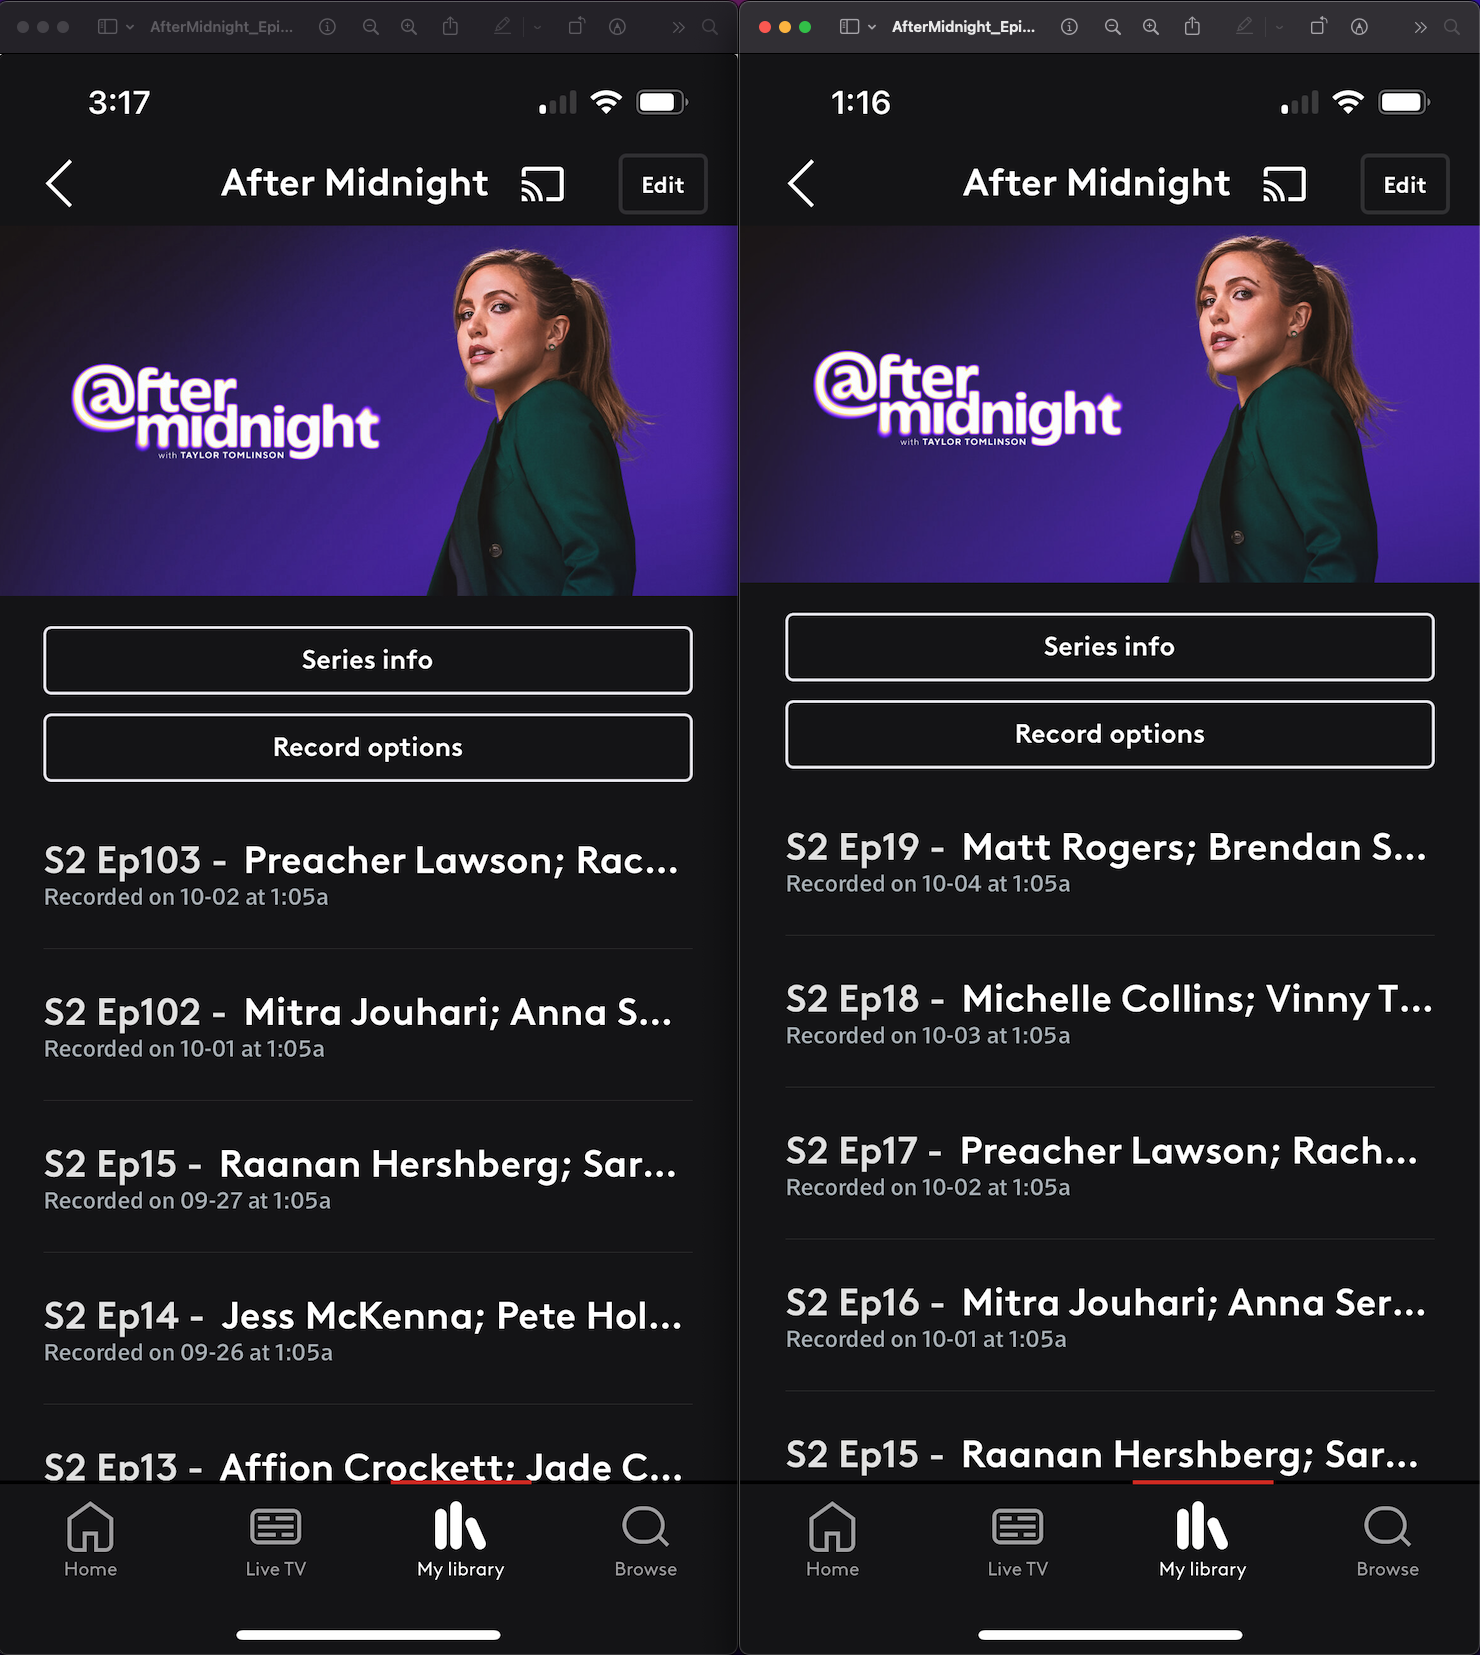 AfterMidnight_Epi...
3:17
After Midnight
Edit
@fter
midnight
with TAYLOR TOMLINSON
Series info
Record options
S2 Ep103 - Preacher Lawson; Rac...
Recorded on 10-02 at 1:05a
S2 Ep102 - Mitra Jouhari; Anna S...
Recorded on 10-01 at 1:05a
S2 Ep15 - Raanan Hershberg; Sar...
Recorded on 09-27 at 1:05a
S2 Ep14 - Jess McKenna; Pete Hol...
Recorded on 09-26 at 1:05a
S2 Ep13 - Affion Crockett; Jade C...
Home
Live TV
My library
Browse
AfterMidnight_Epi...
1:16
After Midnight
Edit
@fter
midnight
with TAYLOR TOMLINSON
Series info
Record options
S2 Ep19 - Matt Rogers; Brendan S...
Recorded on 10-04 at 1:05a
S2 Ep18 - Michelle Collins; Vinny T...
Recorded on 10-03 at 1:05a
S2 Ep17 - Preacher Lawson; Rach...
Recorded on 10-02 at 1:05a
S2 Ep16 - Mitra Jouhari; Anna Ser...
Recorded on 10-01 at 1:05a
S2 Ep15 - Raanan Hershberg; Sar...
Home
Live TV
My library
Browse